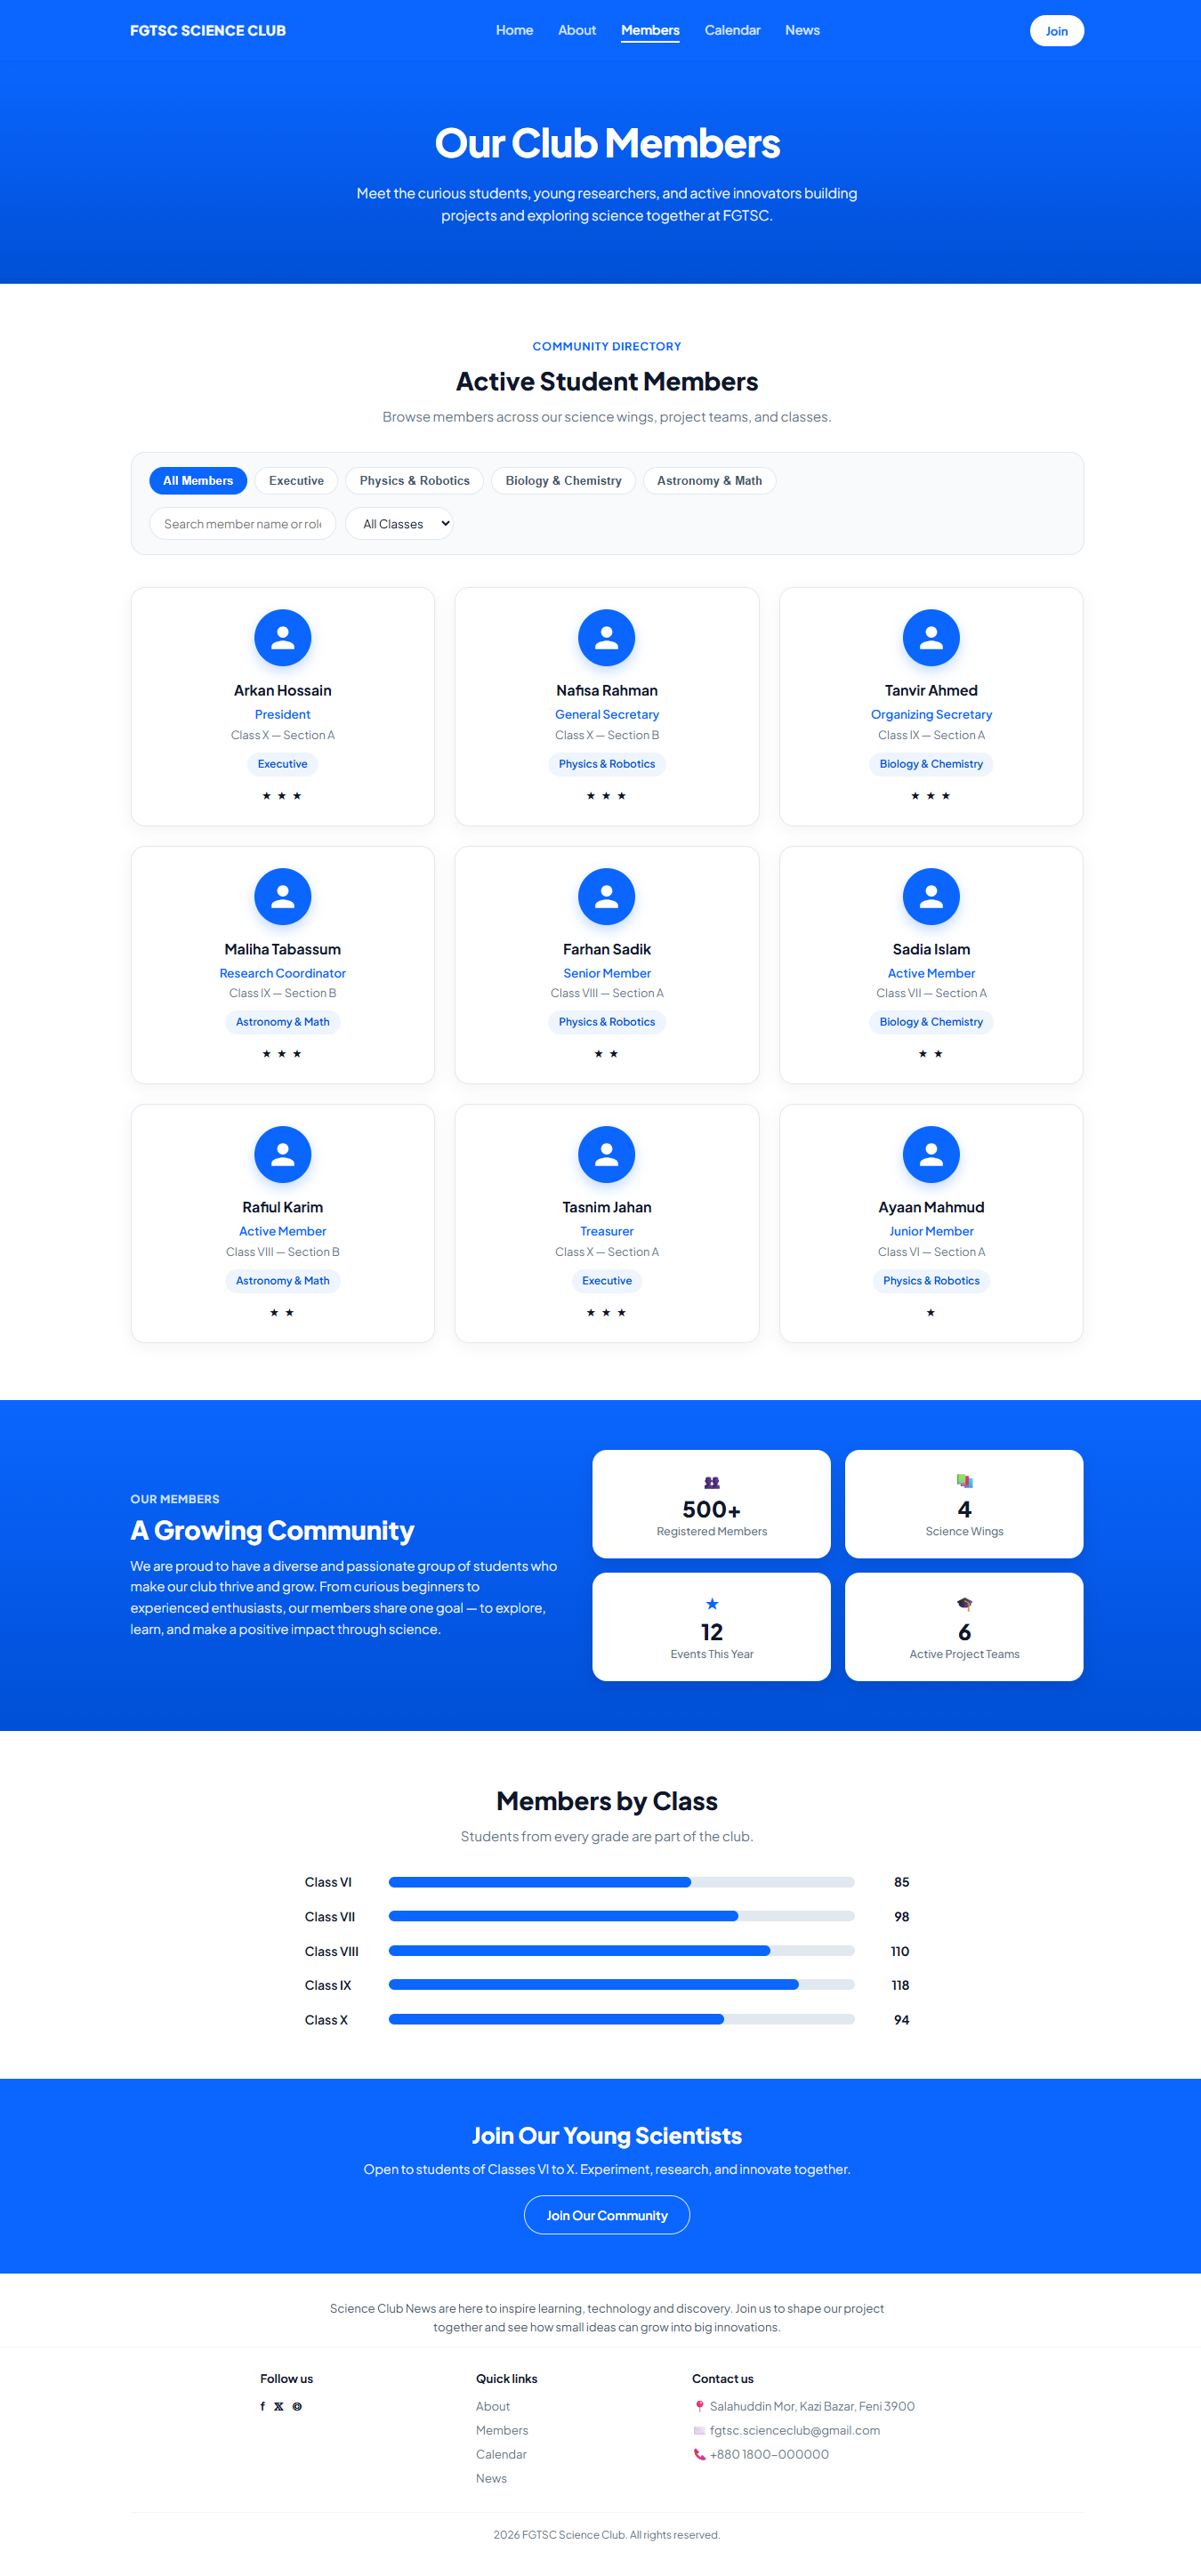 FGTSC SCIENCE CLUB
Home About Members Calendar News
Join
Our Club Members
Meet the curious students, young researchers, and active innovators building
projects and exploring science together at FGTSC.
COMMUNITY DIRECTORY
Active Student Members
Browse members across our science wings, project teams, and classes.
All Members Executive Physics & Robotics Biology & Chemistry Astronomy & Math
Search member name or role All Classes
Arkan Hossain
President
Class X — Section A
Executive
★ ★ ★
Nafisa Rahman
General Secretary
Class X — Section B
Physics & Robotics
★ ★ ★
Tanvir Ahmed
Organizing Secretary
Class IX — Section A
Biology & Chemistry
★ ★ ★
Maliha Tabassum
Research Coordinator
Class IX — Section B
Astronomy & Math
★ ★ ★
Farhan Sadik
Senior Member
Class VIII — Section A
Physics & Robotics
★ ★
Sadia Islam
Active Member
Class VII — Section A
Biology & Chemistry
★ ★
Rafiul Karim
Active Member
Class VIII — Section B
Astronomy & Math
★ ★
Tasnim Jahan
Treasurer
Class X — Section A
Executive
★ ★ ★
Ayaan Mahmud
Junior Member
Class VI — Section A
Physics & Robotics
★
OUR MEMBERS
A Growing Community
We are proud to have a diverse and passionate group of students who
make our club thrive and grow. From curious beginners to
experienced enthusiasts, our members share one goal — to explore,
learn, and make a positive impact through science.
500+
Registered Members
4
Science Wings
★
12
Events This Year
6
Active Project Teams
Members by Class
Students from every grade are part of the club.
Class VI 85
Class VII 98
Class VIII 110
Class IX 118
Class X 94
Join Our Young Scientists
Open to students of Classes VI to X. Experiment, research, and innovate together.
Join Our Community
Science Club News are here to inspire learning, technology and discovery. Join us to shape our project
together and see how small ideas can grow into big innovations.
Follow us
f 𝕏
Quick links
About
Members
Calendar
News
Contact us
Salahuddin Mor, Kazi Bazar, Feni 3900
fgtsc.scienceclub@gmail.com
+880 1800-000000
2026 FGTSC Science Club. All rights reserved.